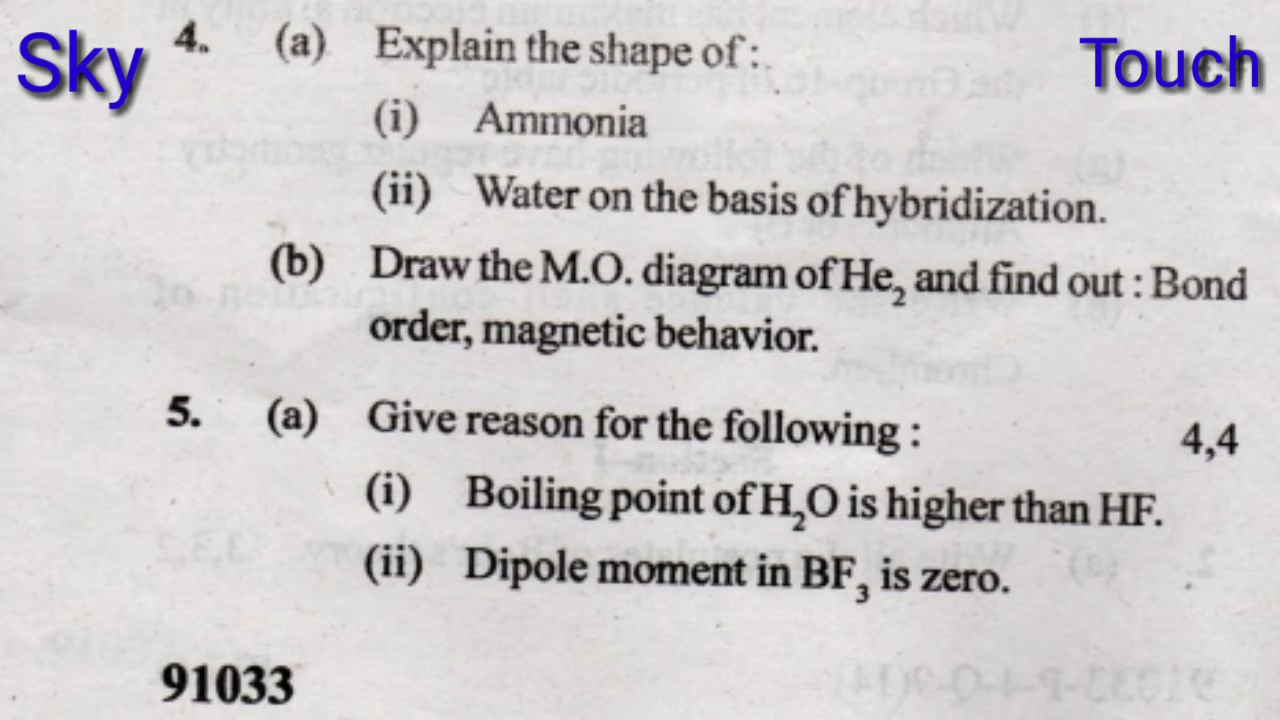 Sky
Touch
4. (a) Explain the shape of :
(i) Ammonia
(ii) Water on the basis of hybridization.
(b) Draw the M.O. diagram of He₂ and find out : Bond
order, magnetic behavior.
5. (a) Give reason for the following : 4,4
(i) Boiling point of H₂O is higher than HF.
(ii) Dipole moment in BF₃ is zero.
91033